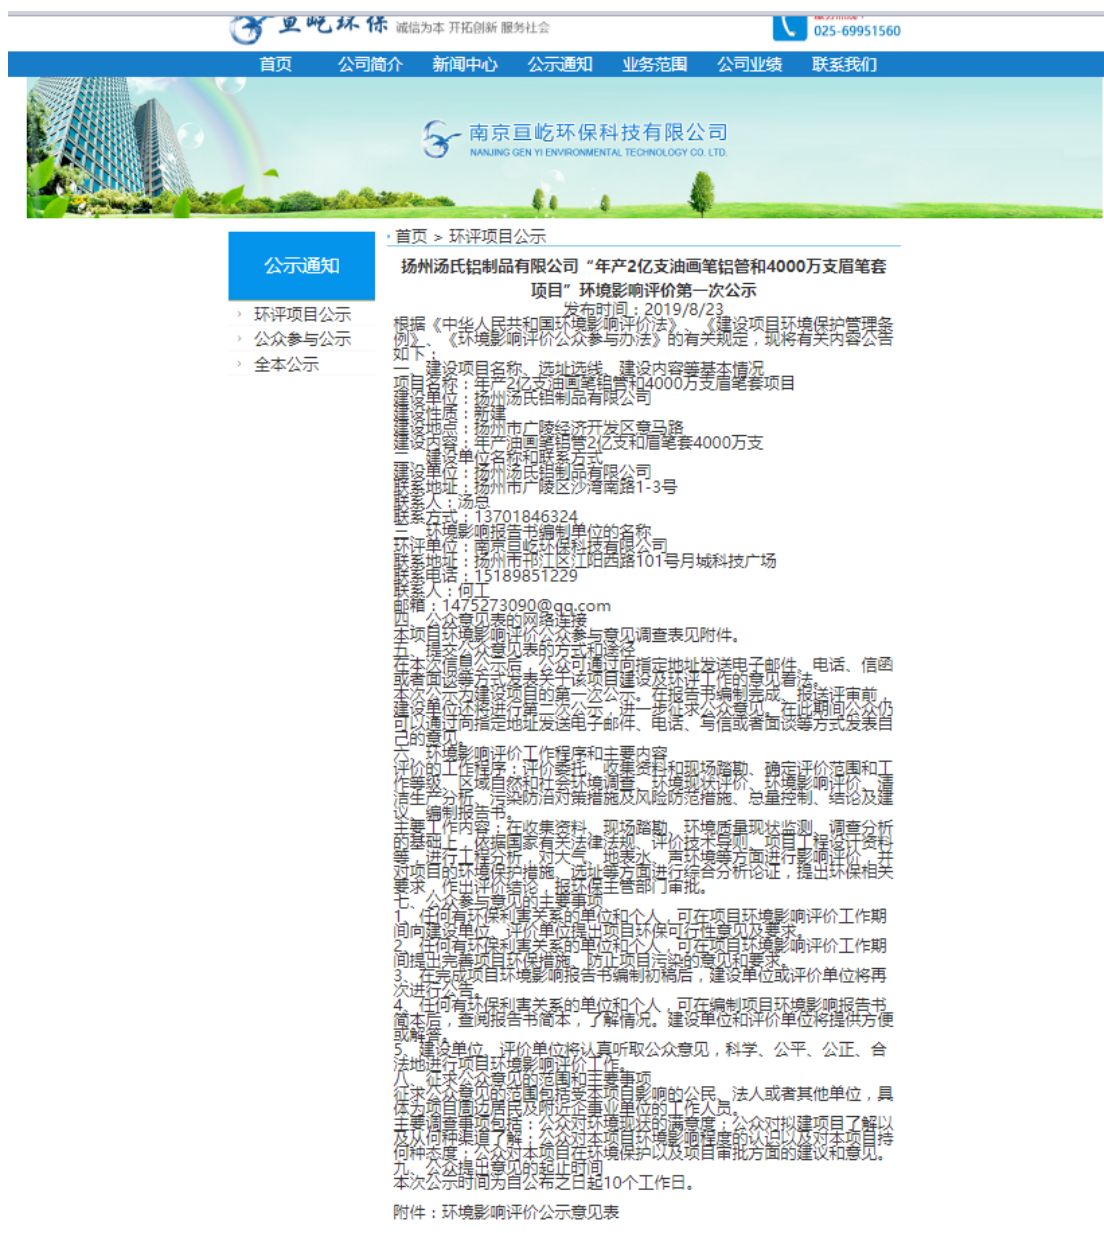 亘屹环保 诚信为本 开拓创新 服务社会
025-69951560
首页 公司简介 新闻中心 公示通知 业务范围 公司业绩 联系我们
南京亘屹环保科技有限公司
NANJING GEN YI ENVIRONMENTAL TECHNOLOGY CO. LTD.
公示通知
环评项目公示
公众参与公示
全本公示
首页 > 环评项目公示
扬州汤氏铝制品有限公司“年产2亿支油画笔铝管和4000万支眉笔套
项目”环境影响评价第一次公示
发布时间：2019/8/23
根据《中华人民共和国环境影响评价法》、《建设项目环境保护管理条
例》、《环境影响评价公众参与办法》的有关规定，现将有关内容公告
如下：
一、建设项目名称、选址选线、建设内容等基本情况
项目名称：年产2亿支油画笔铝管和4000万支眉笔套项目
建设单位：扬州汤氏铝制品有限公司
建设性质：新建
建设地点：扬州市广陵经济开发区章马路
建设内容：年产油画笔铝管2亿支和眉笔套4000万支
二、建设单位名称和联系方式
建设单位：扬州汤氏铝制品有限公司
联系地址：扬州市广陵区沙湾南路1-3号
联系人：汤总
联系方式：13701846324
三、环境影响报告书编制单位的名称
环评单位：南京亘屹环保科技有限公司
联系地址：扬州市邗江区江阳西路101号月城科技广场
联系电话：15189851229
联系人：何工
邮箱：1475273090@qq.com
四、公众意见表的网络连接
本项目环境影响评价公众参与意见调查表见附件。
五、提交公众意见表的方式和途径
在本次信息公示后，公众可通过向指定地址发送电子邮件、电话、信函
或者面谈等方式发表关于该项目建设及环评工作的意见看法。
本次公示为建设项目的第一次公示。在报告书编制完成、报送评审前，
建设单位还将进行第二次公示，进一步征求公众意见。在此期间公众仍
可以通过向指定地址发送电子邮件、电话、写信或者面谈等方式发表自
己的意见。
六、环境影响评价工作程序和主要内容
评价的工作程序：评价委托、收集资料和现场踏勘、确定评价范围和工
作等级、区域自然和社会环境调查、环境现状评价、环境影响评价、清
洁生产分析、污染防治对策措施及风险防范措施、总量控制、结论及建
议、编制报告书。
主要工作内容：在收集资料、现场踏勘、环境质量现状监测、调查分析
的基础上，依据国家有关法律法规、评价技术导则、项目工程设计资料
等，进行工程分析，对大气、地表水、声环境等方面进行影响评价，并
对项目的环境保护措施、选址等方面进行综合分析论证，提出环保相关
要求，作出评价结论，报环保主管部门审批。
七、公众参与意见的主要事项
1、任何有环保利害关系的单位和个人，可在项目环境影响评价工作期
间向建设单位、评价单位提出项目环保可行性意见及要求。
2、任何有环保利害关系的单位和个人，可在项目环境影响评价工作期
间提出完善项目环保措施、防止项目污染的意见和要求。
3、在完成项目环境影响报告书编制初稿后，建设单位或评价单位将再
次进行公告。
4、任何有环保利害关系的单位和个人，可在编制项目环境影响报告书
简本后，查阅报告书简本，了解情况。建设单位和评价单位将提供方便
或解答。
5、建设单位、评价单位将认真听取公众意见，科学、公平、公正、合
法地进行项目环境影响评价工作。
八、征求公众意见的范围和主要事项
征求公众意见的范围包括受本项目影响的公民、法人或者其他单位，具
体为项目周边居民及附近企事业单位的工作人员。
主要调查事项包括：公众对环境现状的满意度；公众对拟建项目了解以
及从何种渠道了解；公众对本项目环境影响程度的认识以及对本项目持
何种态度；公众对本项目在环境保护以及项目审批方面的建议和意见。
九、公众提出意见的起止时间
本次公示时间为自公布之日起10个工作日。
附件：环境影响评价公示意见表